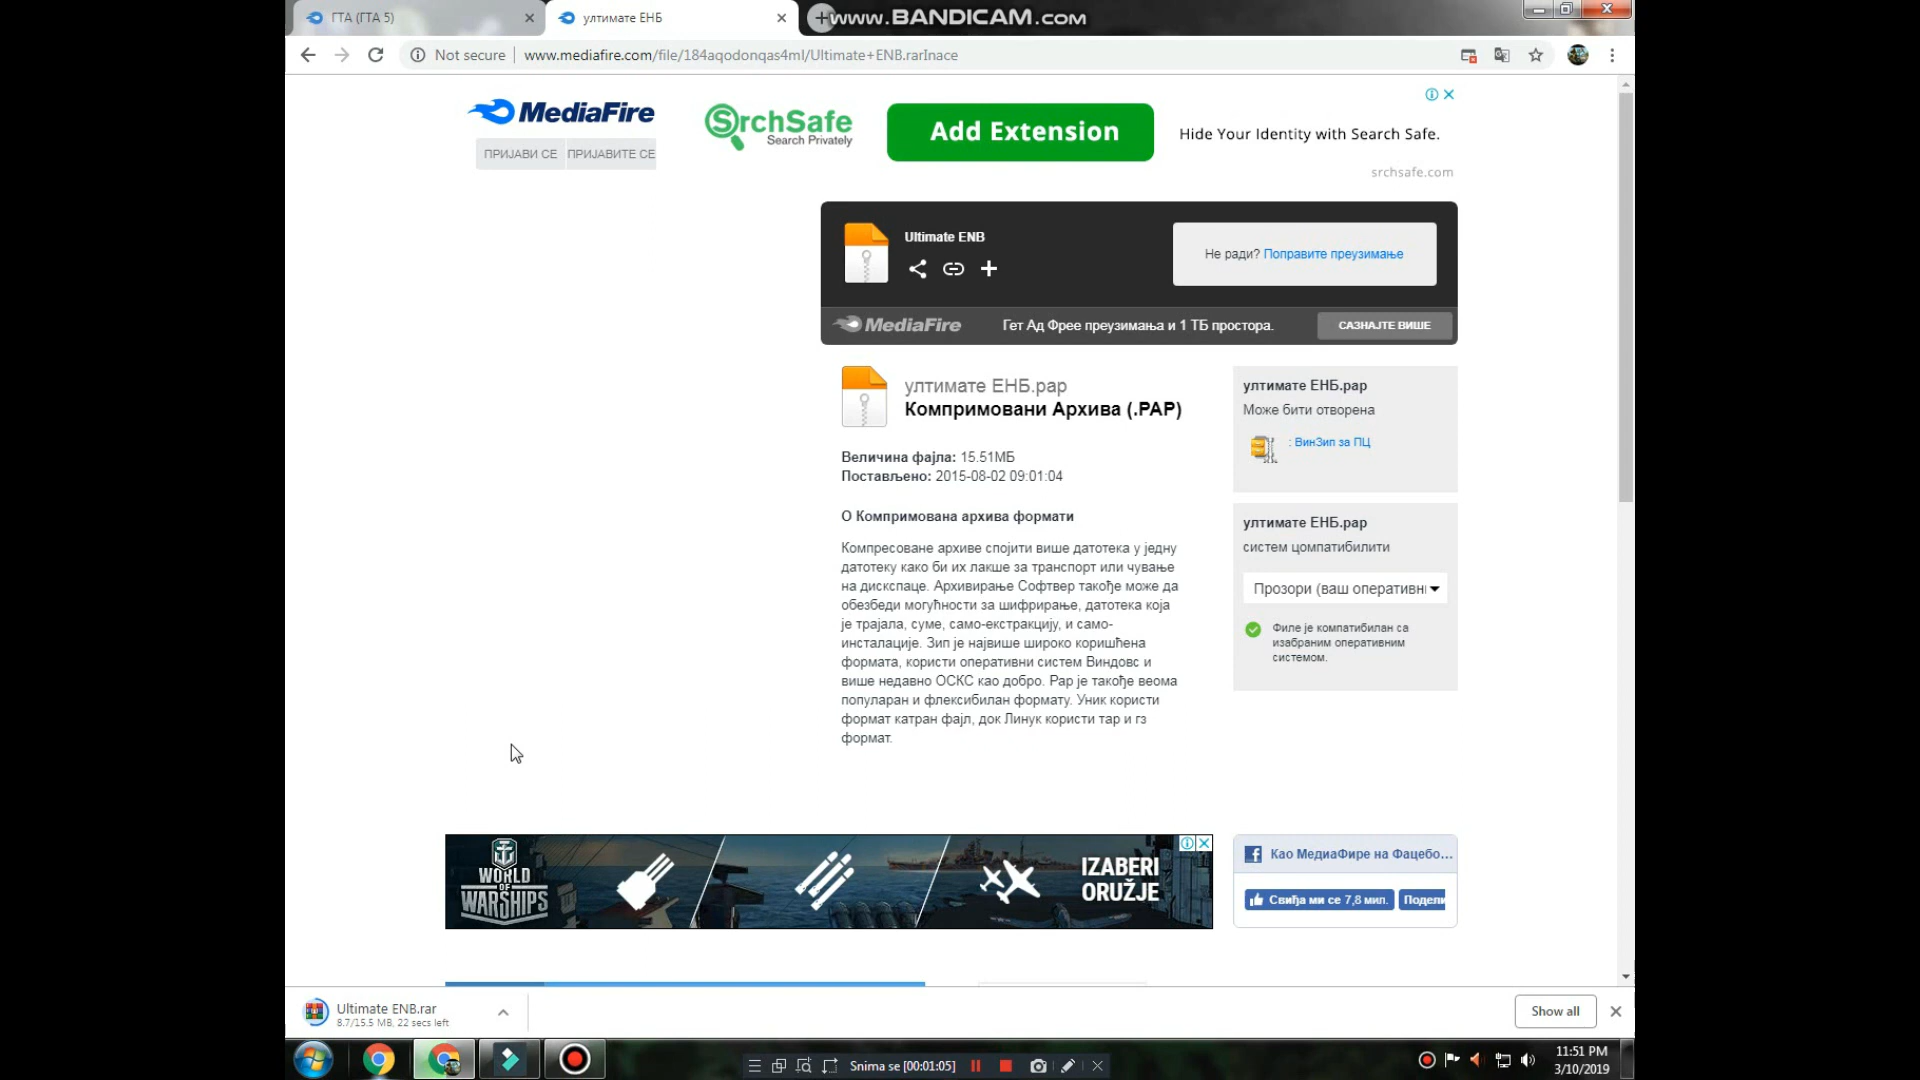 ГТА (ГТА 5)
ултимате ЕНБ
www.BANDICAM.com
Not secure
www.mediafire.com/file/184aqodonqas4ml/Ultimate+ENB.rarInace
MediaFire
ПРИЈАВИ СЕ
ПРИЈАВИТЕ СЕ
SrchSafe
Search Privately
Add Extension
Hide Your Identity with Search Safe.
srchsafe.com
Ultimate ENB
Не ради? Поправите преузимање
MediaFire
Гет Ад Фрее преузимања и 1 ТБ простора.
САЗНАЈТЕ ВИШЕ
ултимате ЕНБ.рар
Компримовани Архива (.РАР)
Величина фајла: 15.51МБ
Постављено: 2015-08-02 09:01:04
О Компримована архива формати
Компресоване архиве спојити више датотека у једну
датотеку како би их лакше за транспорт или чување
на дискспаце. Архивирање Софтвер такође може да
обезбеди могућности за шифрирање, датотека која
је трајала, суме, само-екстракцију, и само-
инсталације. Зип је највише широко коришћена
формата, користи оперативни систем Виндовс и
више недавно ОСКС као добро. Рар је такође веома
популаран и флексибилан формату. Уник користи
формат катран фајл, док Линук користи тар и гз
формат.
ултимате ЕНБ.рар
Може бити отворена
: ВинЗип за ПЦ
ултимате ЕНБ.рар
систем цомпатибилити
Прозори (ваш оперативни
Филе је компатибилан са
изабраним оперативним
системом.
WORLD
OF
WARSHIPS
IZABERI
ORUŽJE
Као МедиаФире на Фацебо...
Свиђа ми се 7,8 мил.
Подели
Ultimate ENB.rar
8.7/15.5 MB, 22 secs left
Show all
Snima se [00:01:05]
11:51 PM
3/10/2019